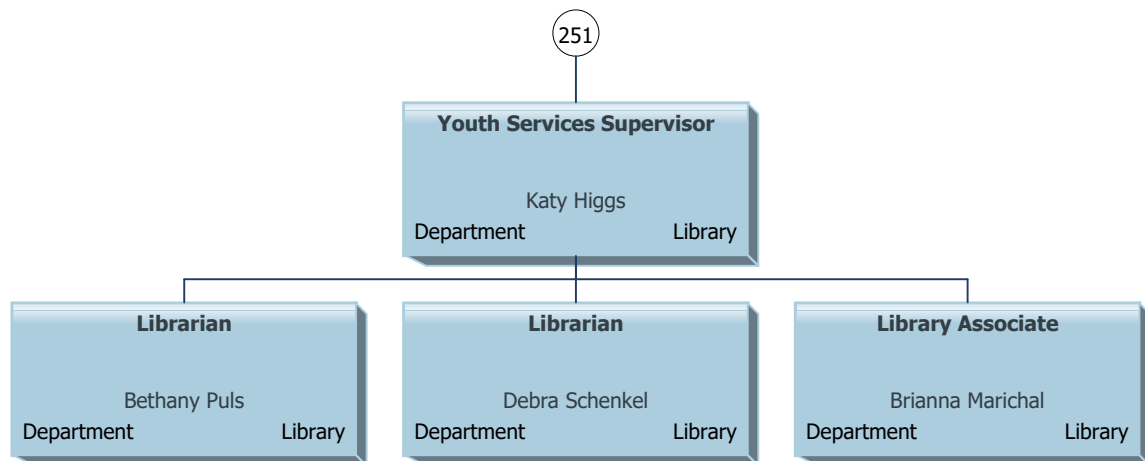 251
Youth Services Supervisor
Katy Higgs
Department Library
Librarian
Bethany Puls
Department Library
Librarian
Debra Schenkel
Department Library
Library Associate
Brianna Marichal
Department Library